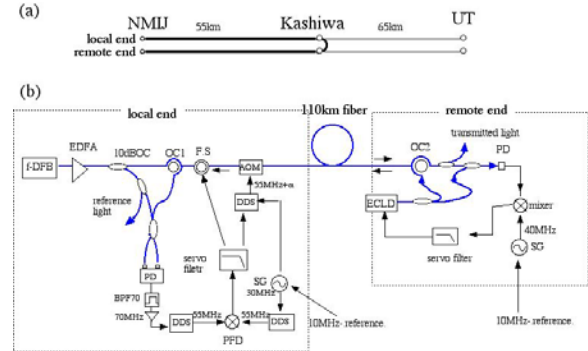 (a)
NMIJ 55km Kashiwa 65km UT
local end
remote end
(b)
local end
110km fiber
remote end
EDFA 10dBOC OC1 F.S
f-DFB
AOM
OC2
transmitted light
PD
reference
light
55MHz+α
DDS
ECLD
mixer
40MHz
SG
servo filetr
servo filter
SG
30MHz
PD
BPF70
70MHz
DDS 55MHz 55MHz DDS
PFD
10MHz- reference.
10MHz- reference.